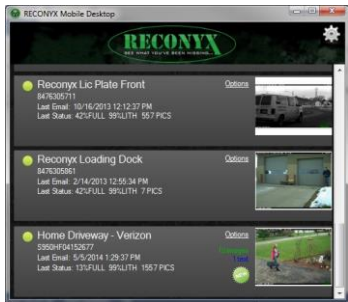 RECONYX Mobile Desktop
RECONYX
SEE WHAT YOU'VE BEEN MISSING...
Reconyx Lic Plate Front
Options
8476305711
Last Email: 10/16/2013 12:12:37 PM
Last Status: 42%FULL 99%LITH 557 PICS
Reconyx Loading Dock
Options
8476305861
Last Email: 2/14/2013 12:55:34 PM
Last Status: 42%FULL 99%LITH 7 PICS
Home Driveway - Verizon
Options
S950HF04152677
Last Email: 5/5/2014 1:29:37 PM
Last Status: 13%FULL 99%LITH 1557 PICS